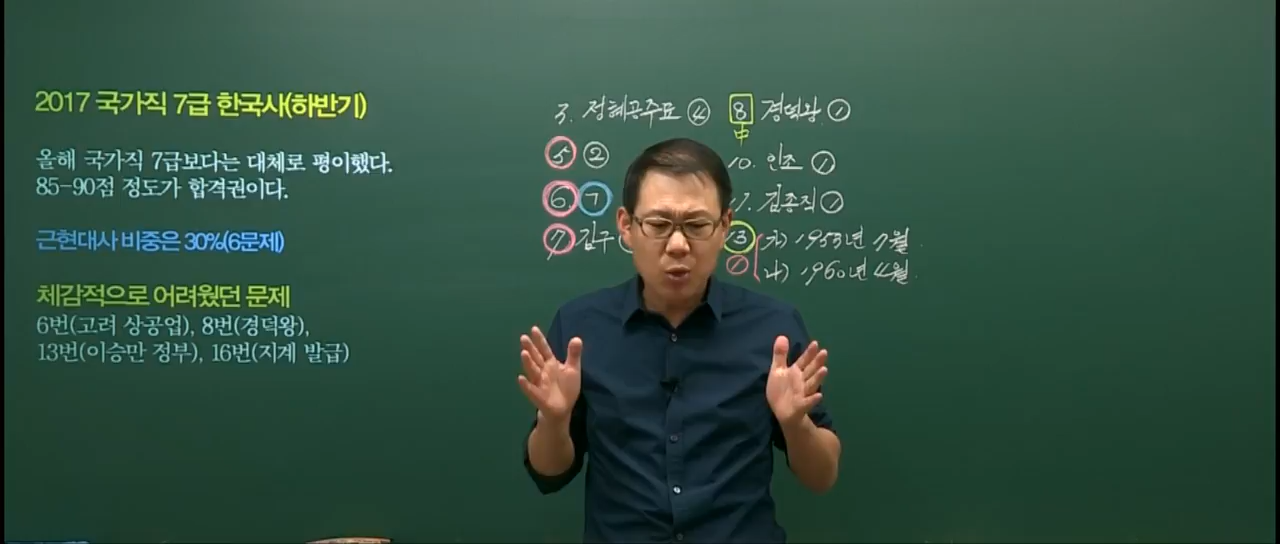 2017 국가직 7급 한국사(하반기)
올해 국가직 7급보다는 대체로 평이했다.
85-90점 정도가 합격권이다.
근현대사 비중은 30%(6문제)
체감적으로 어려웠던 문제
6번(고려 상공업), 8번(경덕왕),
13번(이승만 정부), 16번(지계 발급)
3. 정혜공주묘 ④
⑤ ②
⑥
⑦ 김구
8 경덕왕 ①
中
10. 인조 ①
김종직 ①
가) 1953년 7월
① 나) 1960년 4월